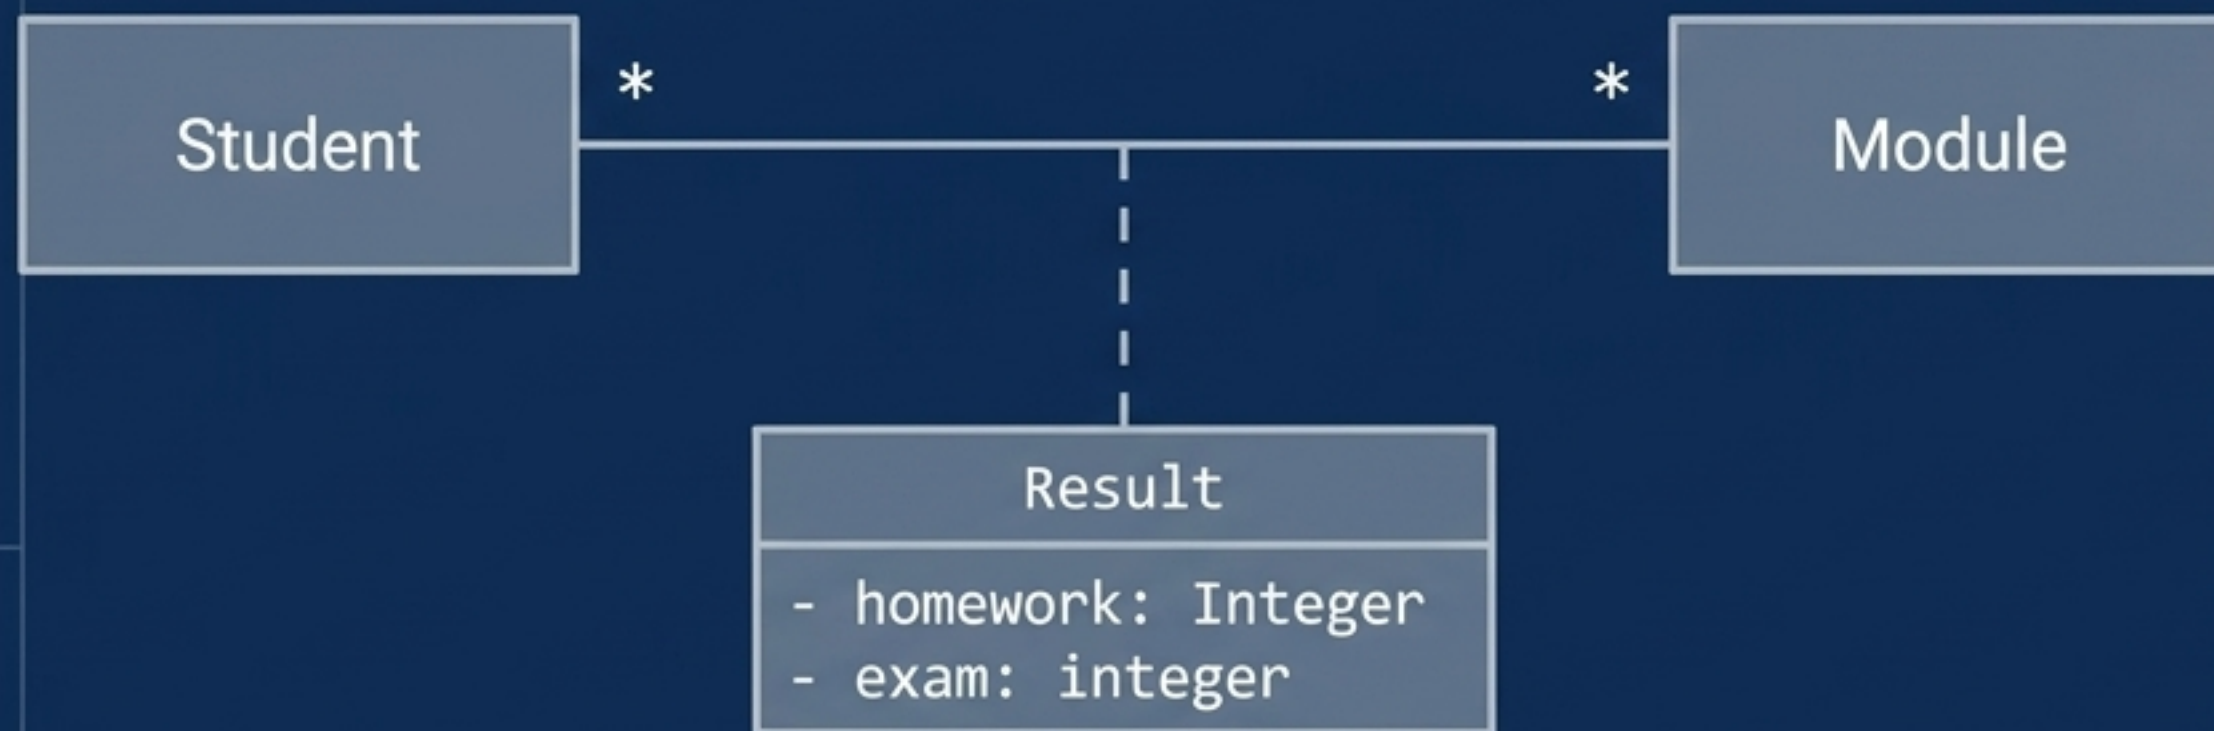 Student
*
*
Module
Result
- homework: Integer
- exam: integer